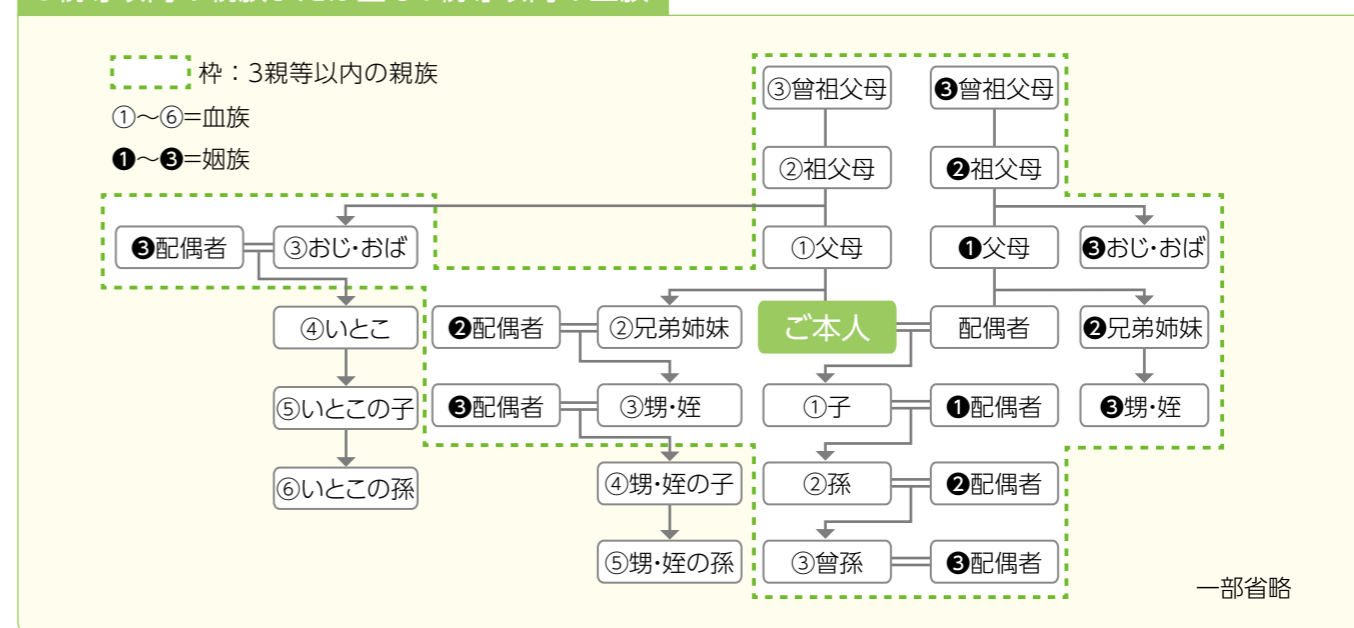 枠：3親等以内の親族
①～⑥=血族
❶～❸=姻族
③曾祖父母
❸曾祖父母
②祖父母
❷祖父母
❸配偶者
③おじ・おば
①父母
❶父母
❸おじ・おば
④いとこ
❷配偶者
②兄弟姉妹
ご本人
配偶者
❷兄弟姉妹
⑤いとこの子
❸配偶者
③甥・姪
①子
❶配偶者
❸甥・姪
⑥いとこの孫
④甥・姪の子
②孫
❷配偶者
⑤甥・姪の孫
③曾孫
❸配偶者
一部省略